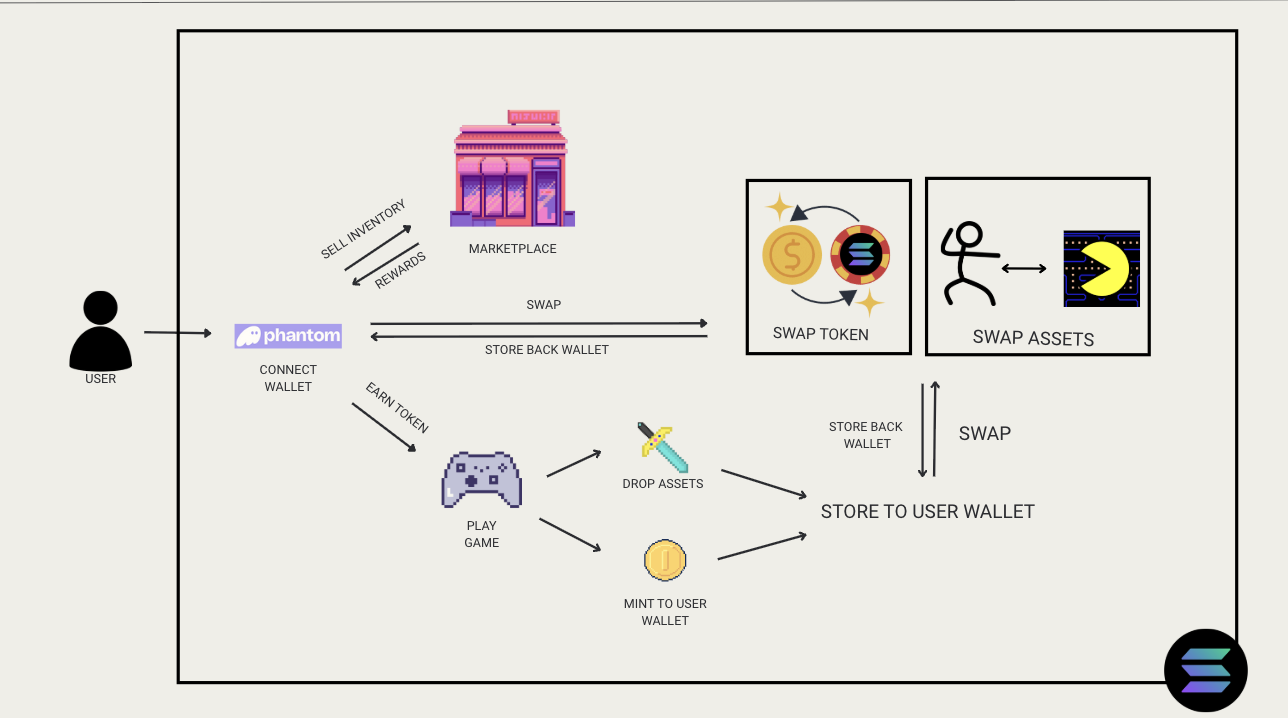 SELL INVENTORY
REWARDS
MARKETPLACE
USER
phantom
CONNECT
WALLET
SWAP
STORE BACK WALLET
$
SWAP TOKEN
SWAP ASSETS
EARN TOKEN
PLAY
GAME
DROP ASSETS
MINT TO USER
WALLET
STORE BACK
WALLET
SWAP
STORE TO USER WALLET